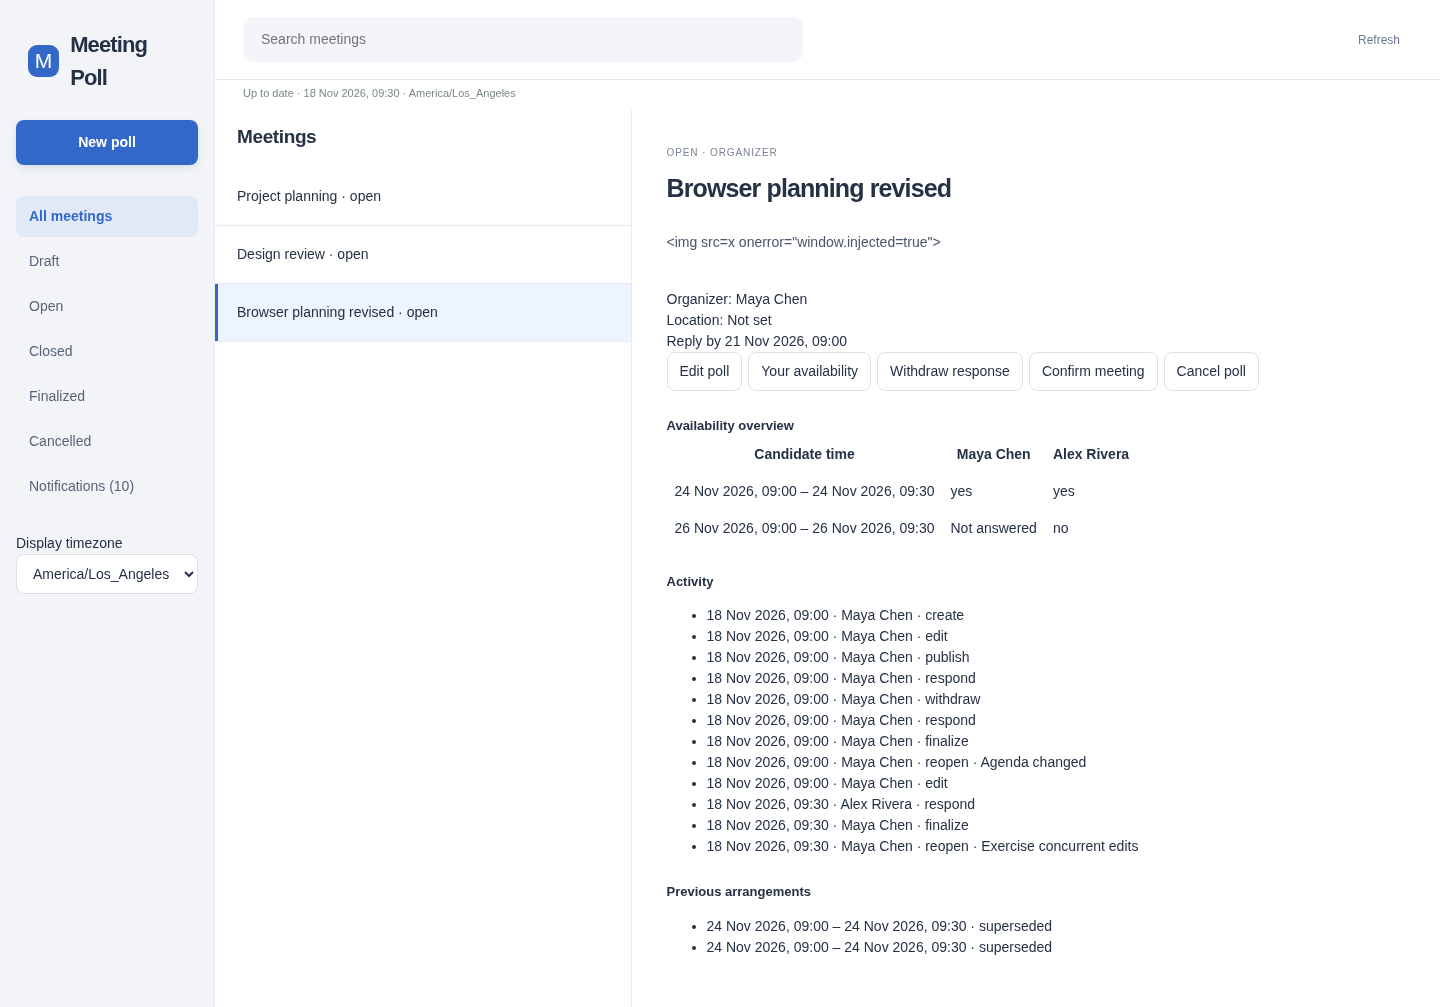 M
Meeting
Poll
New poll
All meetings
Draft
Open
Closed
Finalized
Cancelled
Notifications (10)
Display timezone
America/Los_Angeles
Search meetings
Refresh
Up to date · 18 Nov 2026, 09:30 · America/Los_Angeles
Meetings
Project planning · open
Design review · open
Browser planning revised · open
OPEN · ORGANIZER
Browser planning revised
<img src=x onerror="window.injected=true">
Organizer: Maya Chen
Location: Not set
Reply by 21 Nov 2026, 09:00
Edit poll Your availability Withdraw response Confirm meeting Cancel poll
Availability overview
Candidate time Maya Chen Alex Rivera
24 Nov 2026, 09:00 – 24 Nov 2026, 09:30 yes yes
26 Nov 2026, 09:00 – 26 Nov 2026, 09:30 Not answered no
Activity
• 18 Nov 2026, 09:00 · Maya Chen · create
• 18 Nov 2026, 09:00 · Maya Chen · edit
• 18 Nov 2026, 09:00 · Maya Chen · publish
• 18 Nov 2026, 09:00 · Maya Chen · respond
• 18 Nov 2026, 09:00 · Maya Chen · withdraw
• 18 Nov 2026, 09:00 · Maya Chen · respond
• 18 Nov 2026, 09:00 · Maya Chen · finalize
• 18 Nov 2026, 09:00 · Maya Chen · reopen · Agenda changed
• 18 Nov 2026, 09:00 · Maya Chen · edit
• 18 Nov 2026, 09:30 · Alex Rivera · respond
• 18 Nov 2026, 09:30 · Maya Chen · finalize
• 18 Nov 2026, 09:30 · Maya Chen · reopen · Exercise concurrent edits
Previous arrangements
• 24 Nov 2026, 09:00 – 24 Nov 2026, 09:30 · superseded
• 24 Nov 2026, 09:00 – 24 Nov 2026, 09:30 · superseded